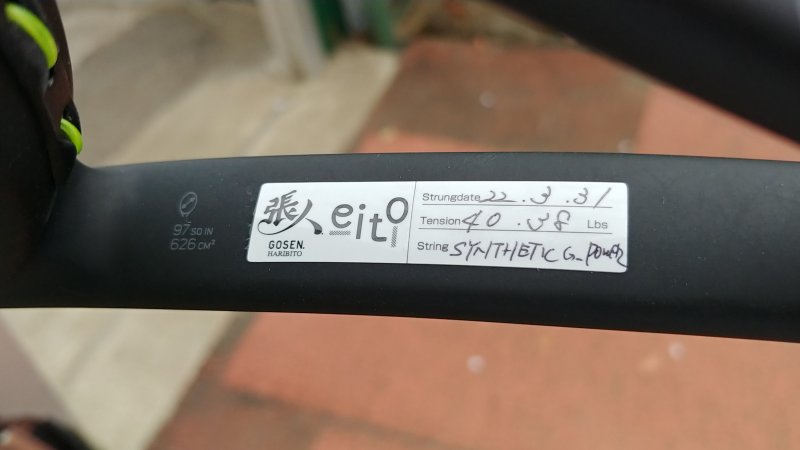 97 SQ IN
626 CM²
張人
GOSEN.
HARIBITO
eito
Strungdate 22.3.31
Tension 40.38 Lbs
String SYNTHETIC G-Power